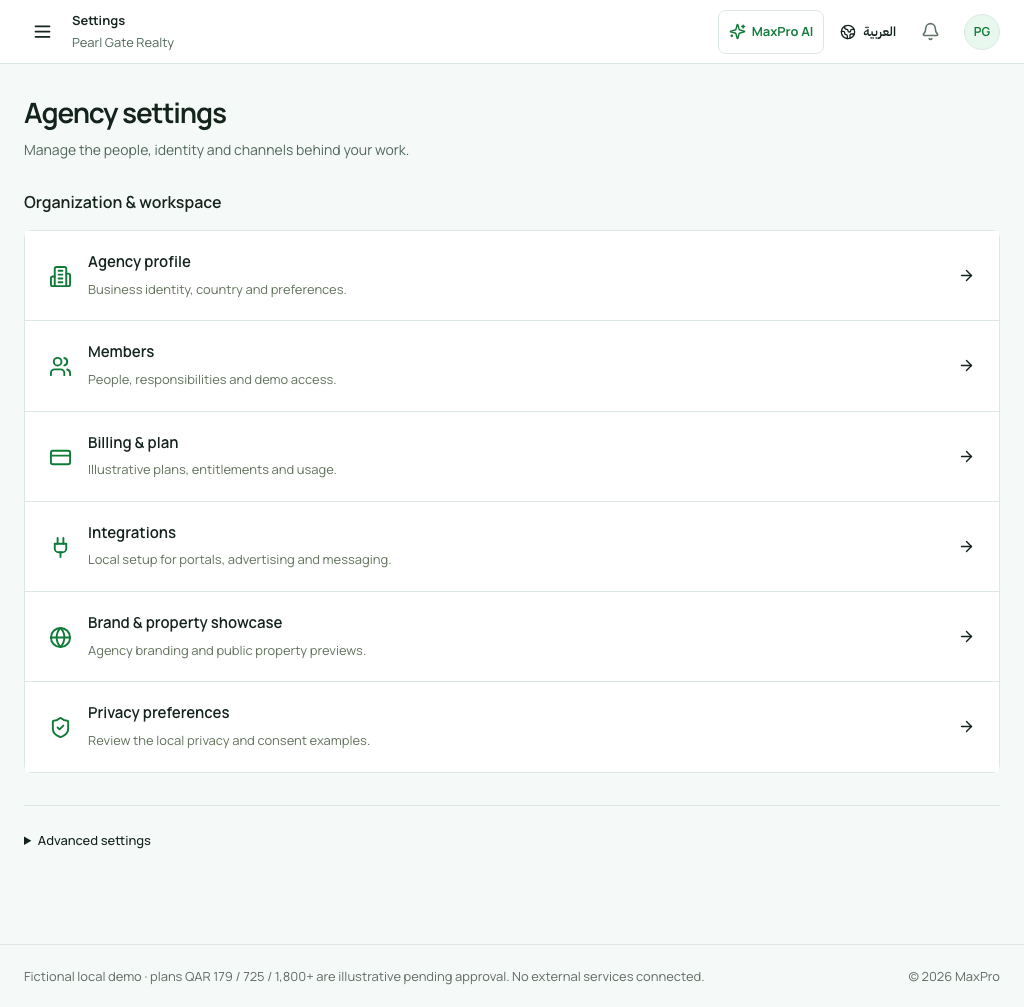 Settings
Pearl Gate Realty
MaxPro AI
العربية
PG
Agency settings
Manage the people, identity and channels behind your work.
Organization & workspace
Agency profile
Business identity, country and preferences.
Members
People, responsibilities and demo access.
Billing & plan
Illustrative plans, entitlements and usage.
Integrations
Local setup for portals, advertising and messaging.
Brand & property showcase
Agency branding and public property previews.
Privacy preferences
Review the local privacy and consent examples.
Advanced settings
Fictional local demo · plans QAR 179 / 725 / 1,800+ are illustrative pending approval. No external services connected.
© 2026 MaxPro